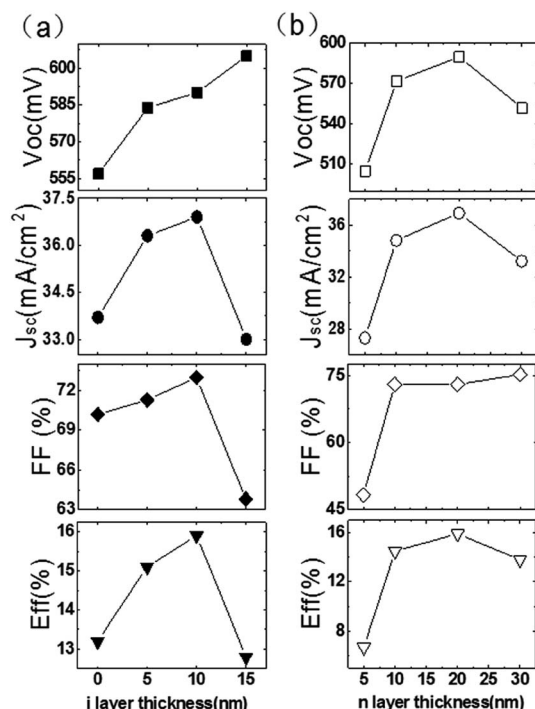 (a)
(b)
Voc(mV)
600
585
570
555
Voc(mV)
600
570
540
510
Jsc(mA/cm²)
37.5
36.0
34.5
33.0
Jsc(mA/cm²)
36
32
28
FF (%)
72
69
66
63
FF (%)
75
60
45
Eff(%)
16
15
14
13
Eff(%)
16
12
8
0 5 10 15
5 10 15 20 25 30
i layer thickness(nm)
n layer thickness(nm)